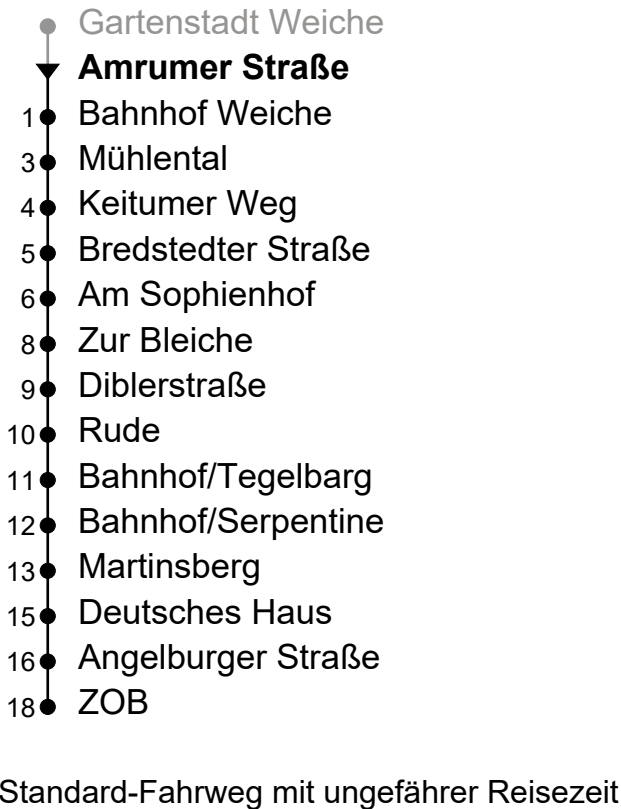 Gartenstadt Weiche
Amrumer Straße
1 Bahnhof Weiche
3 Mühlental
4 Keitumer Weg
5 Bredstedter Straße
6 Am Sophienhof
8 Zur Bleiche
9 Diblerstraße
10 Rude
11 Bahnhof/Tegelbarg
12 Bahnhof/Serpentine
13 Martinsberg
15 Deutsches Haus
16 Angelburger Straße
18 ZOB
Standard-Fahrweg mit ungefährer Reisezeit